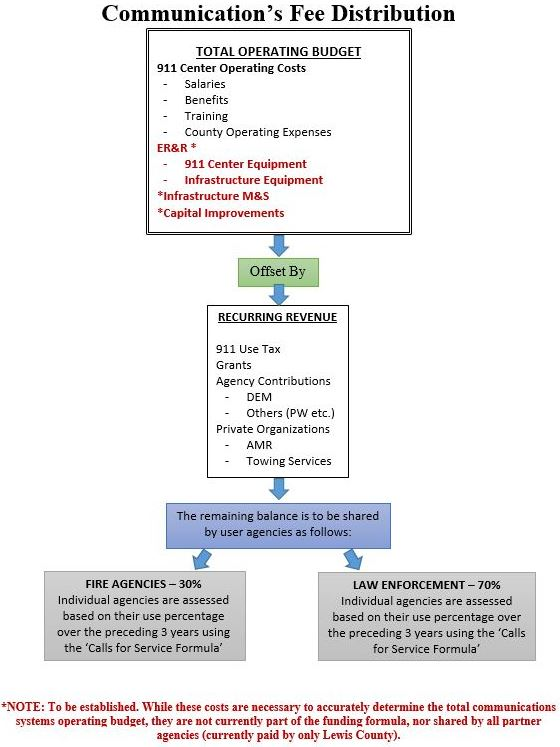 Communication's Fee Distribution
TOTAL OPERATING BUDGET
911 Center Operating Costs
- Salaries
- Benefits
- Training
- County Operating Expenses
ER&R *
- 911 Center Equipment
- Infrastructure Equipment
*Infrastructure M&S
*Capital Improvements
Offset By
RECURRING REVENUE
911 Use Tax
Grants
Agency Contributions
- DEM
- Others (PW etc.)
Private Organizations
- AMR
- Towing Services
The remaining balance is to be shared
by user agencies as follows:
FIRE AGENCIES – 30%
Individual agencies are assessed
based on their use percentage
over the preceding 3 years using
the 'Calls for Service Formula'
LAW ENFORCEMENT – 70%
Individual agencies are assessed
based on their use percentage over
the preceding 3 years using the 'Calls
for Service Formula'
*NOTE: To be established. While these costs are necessary to accurately determine the total communications
systems operating budget, they are not currently part of the funding formula, nor shared by all partner
agencies (currently paid by only Lewis County).